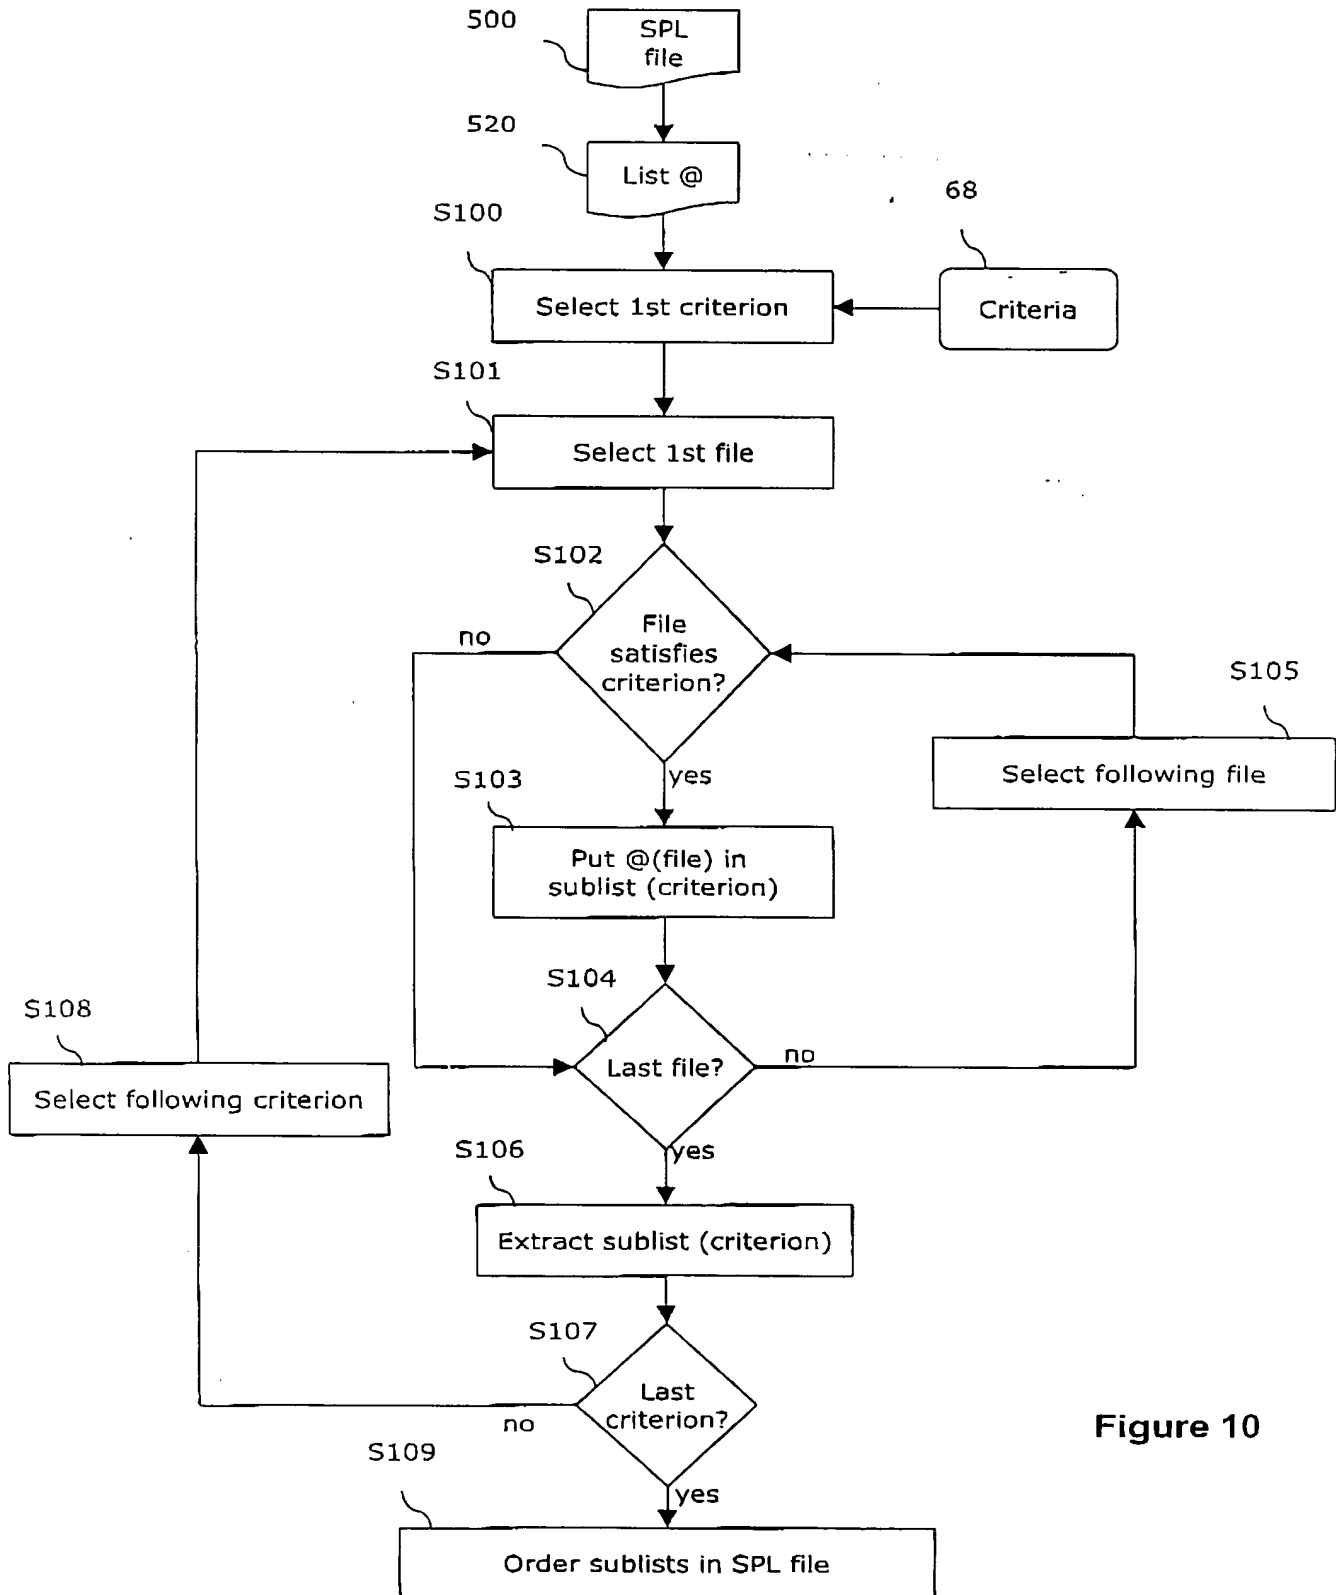 500
SPL
file
520
List @
68
S100
Select 1st criterion
Criteria
S101
Select 1st file
S102
no
File
satisfies
criterion?
S105
yes
Select following file
S103
Put @(file) in
sublist (criterion)
S104
S108
Last file?
no
Select following criterion
yes
S106
Extract sublist (criterion)
S107
Last
criterion?
no
Figure 10
S109
yes
Order sublists in SPL file